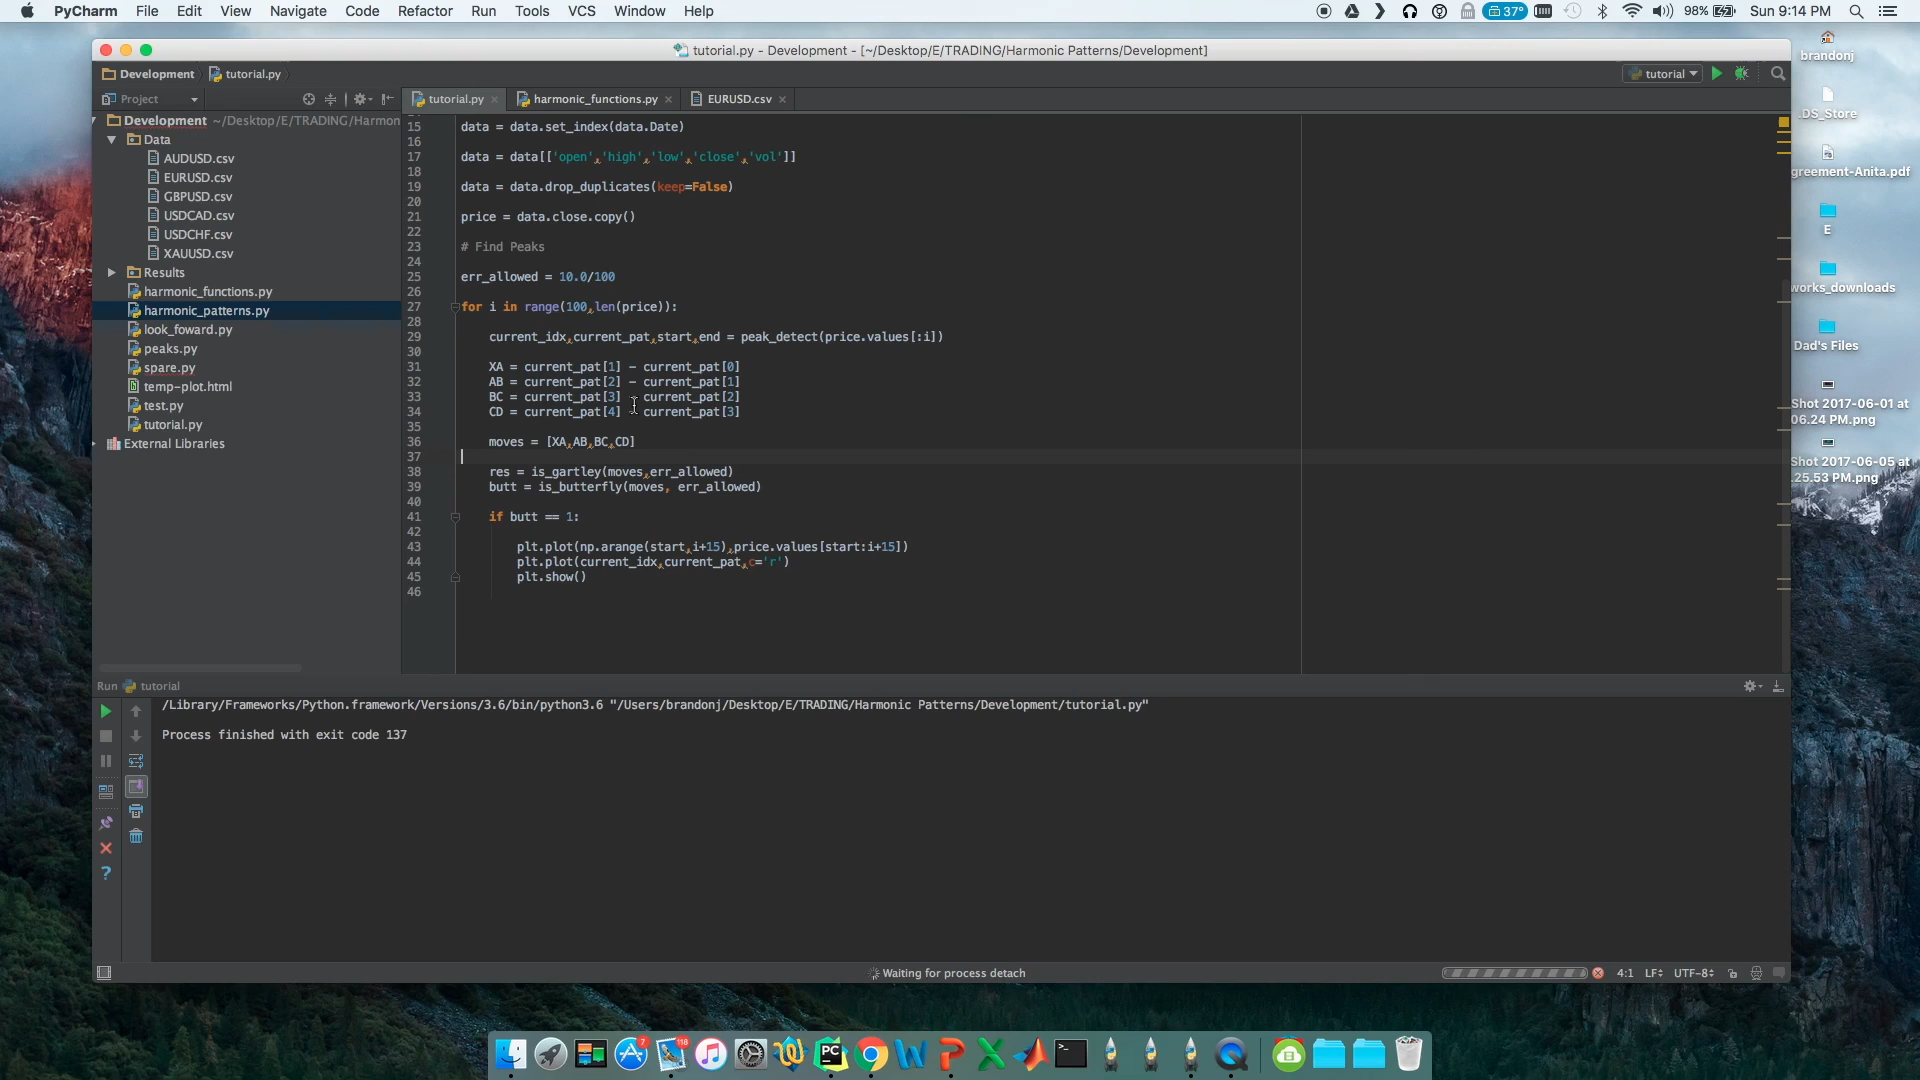 PyCharm File Edit View Navigate Code Refactor Run Tools VCS Window Help
37° 98% Sun 9:14 PM
tutorial.py - Development - [~/Desktop/E/TRADING/Harmonic Patterns/Development]
Development tutorial.py
tutorial
Project
tutorial.py harmonic_functions.py EURUSD.csv
Development ~/Desktop/E/TRADING/Harmon
Data
AUDUSD.csv
EURUSD.csv
GBPUSD.csv
USDCAD.csv
USDCHF.csv
XAUUSD.csv
Results
harmonic_functions.py
harmonic_patterns.py
look_foward.py
peaks.py
spare.py
temp-plot.html
test.py
tutorial.py
External Libraries
15 data = data.set_index(data.Date)
16
17 data = data[['open','high','low','close','vol']]
18
19 data = data.drop_duplicates(keep=False)
20
21 price = data.close.copy()
22
23 # Find Peaks
24
25 err_allowed = 10.0/100
26
27 for i in range(100,len(price)):
28
29 current_idx,current_pat,start,end = peak_detect(price.values[:i])
30
31 XA = current_pat[1] - current_pat[0]
32 AB = current_pat[2] - current_pat[1]
33 BC = current_pat[3] - current_pat[2]
34 CD = current_pat[4] - current_pat[3]
35
36 moves = [XA,AB,BC,CD]
37
38 res = is_gartley(moves,err_allowed)
39 butt = is_butterfly(moves, err_allowed)
40
41 if butt == 1:
42
43 plt.plot(np.arange(start,i+15),price.values[start:i+15])
44 plt.plot(current_idx,current_pat,c='r')
45 plt.show()
46
Run tutorial
/Library/Frameworks/Python.framework/Versions/3.6/bin/python3.6 "/Users/brandonj/Desktop/E/TRADING/Harmonic Patterns/Development/tutorial.py"
Process finished with exit code 137
Waiting for process detach
4:1 LF UTF-8
brandonj
.DS_Store
greement-Anita.pdf
E
works_downloads
Dad's Files
Shot 2017-06-01 at
06.24 PM.png
Shot 2017-06-05 at
.25.53 PM.png
7
118
PC
W
P
X